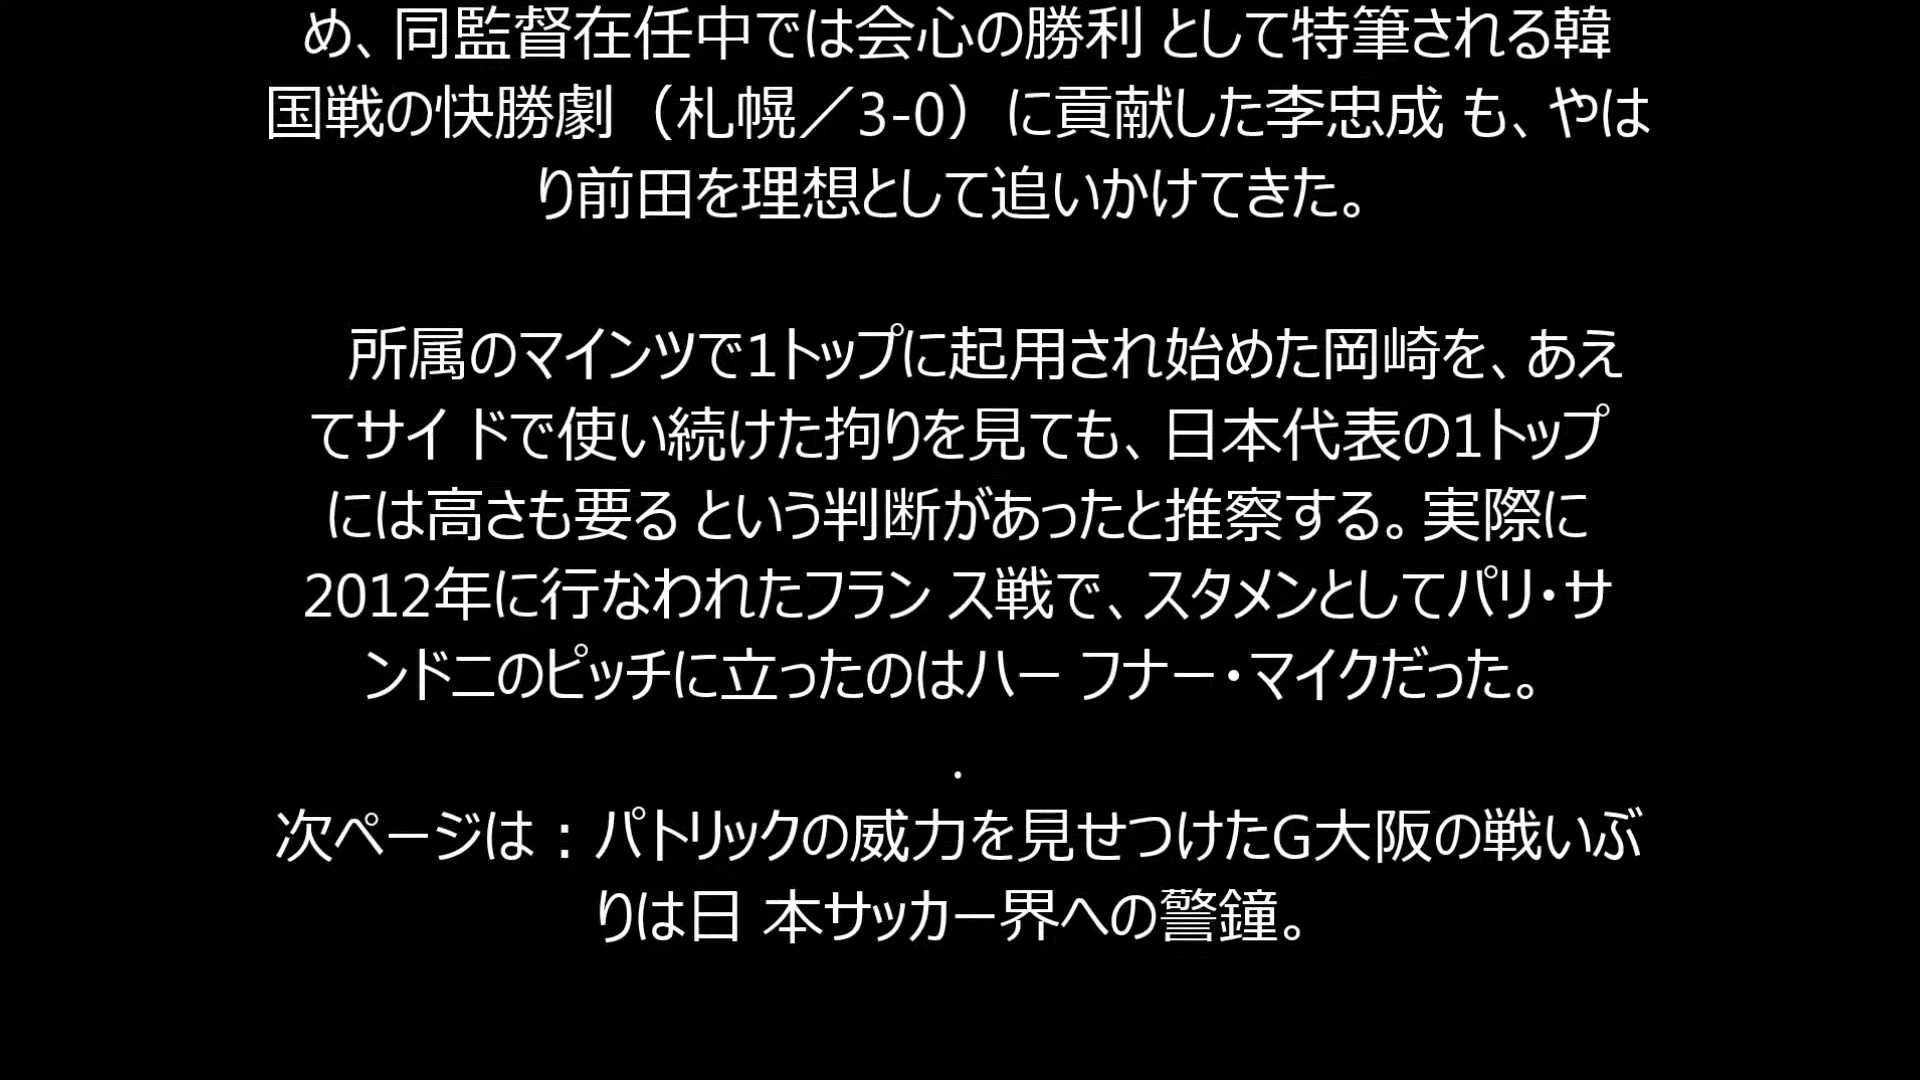 め、同監督在任中では会心の勝利 として特筆される韓
国戦の快勝劇（札幌／3-0）に貢献した李忠成 も、やは
り前田を理想として追いかけてきた。
所属のマインツで1トップに起用され始めた岡崎を、あえ
てサイ ドで使い続けた拘りを見ても、日本代表の1トップ
には高さも要る という判断があったと推察する。実際に
2012年に行なわれたフラン ス戦で、スタメンとしてパリ・サ
ンドニのピッチに立ったのはハー フナー・マイクだった。
.
次ページは：パトリックの威力を見せつけたG大阪の戦いぶ
りは日 本サッカー界への警鐘。